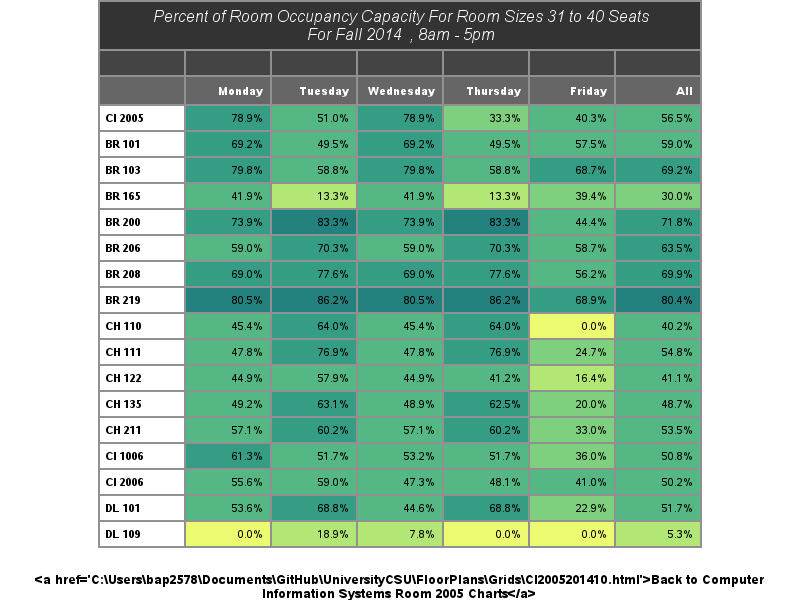 Percent of Room Occupancy Capacity For Room Sizes 31 to 40 Seats
For Fall 2014 , 8am - 5pm
Monday Tuesday Wednesday Thursday Friday All
CI 2005 78.9% 51.0% 78.9% 33.3% 40.3% 56.5%
BR 101 69.2% 49.5% 69.2% 49.5% 57.5% 59.0%
BR 103 79.8% 58.8% 79.8% 58.8% 68.7% 69.2%
BR 165 41.9% 13.3% 41.9% 13.3% 39.4% 30.0%
BR 200 73.9% 83.3% 73.9% 83.3% 44.4% 71.8%
BR 206 59.0% 70.3% 59.0% 70.3% 58.7% 63.5%
BR 208 69.0% 77.6% 69.0% 77.6% 56.2% 69.9%
BR 219 80.5% 86.2% 80.5% 86.2% 68.9% 80.4%
CH 110 45.4% 64.0% 45.4% 64.0% 0.0% 40.2%
CH 111 47.8% 76.9% 47.8% 76.9% 24.7% 54.8%
CH 122 44.9% 57.9% 44.9% 41.2% 16.4% 41.1%
CH 135 49.2% 63.1% 48.9% 62.5% 20.0% 48.7%
CH 211 57.1% 60.2% 57.1% 60.2% 33.0% 53.5%
CI 1006 61.3% 51.7% 53.2% 51.7% 36.0% 50.8%
CI 2006 55.6% 59.0% 47.3% 48.1% 41.0% 50.2%
DL 101 53.6% 68.8% 44.6% 68.8% 22.9% 51.7%
DL 109 0.0% 18.9% 7.8% 0.0% 0.0% 5.3%
<a href='C:\Users\bap2578\Documents\GitHub\UniversityCSU\FloorPlans\Grids\CI2005201410.html'>Back to Computer
Information Systems Room 2005 Charts</a>